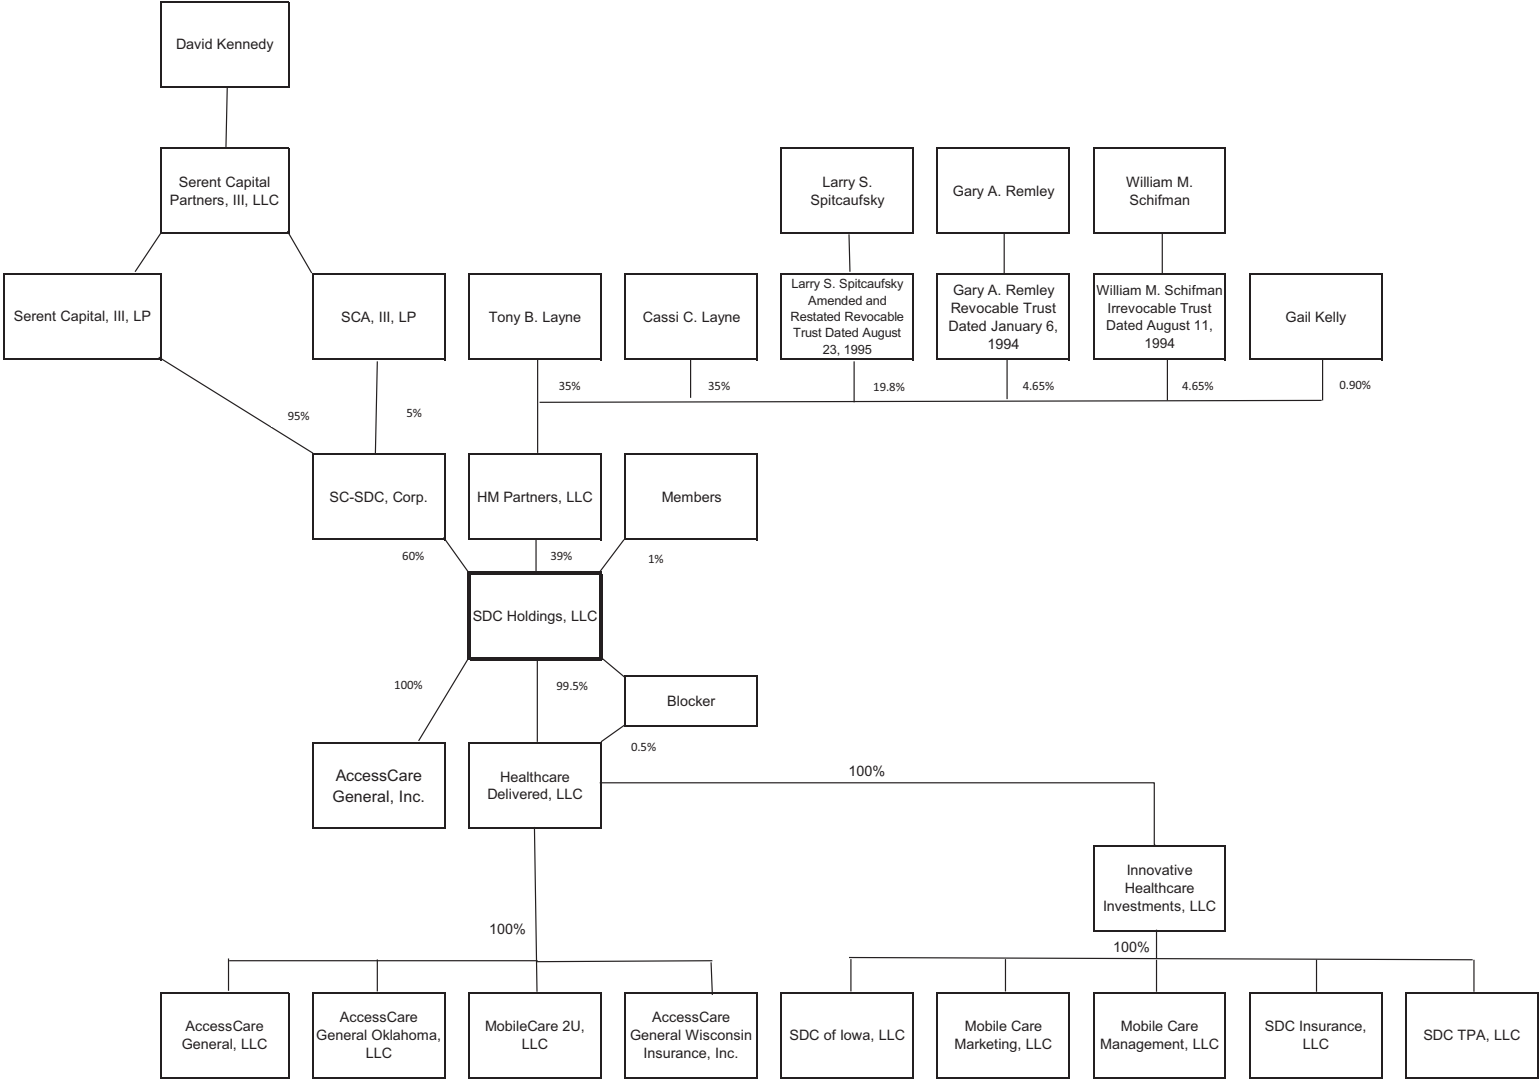 David Kennedy
Serent Capital
Partners, III, LLC
Larry S.
Spitcaufsky
Gary A. Remley
William M.
Schifman
Serent Capital, III, LP
SCA, III, LP
Tony B. Layne
Cassi C. Layne
Larry S. Spitcaufsky
Amended and
Restated Revocable
Trust Dated August
23, 1995
Gary A. Remley
Revocable Trust
Dated January 6,
1994
William M. Schifman
Irrevocable Trust
Dated August 11,
1994
Gail Kelly
95%
5%
35%
35%
19.8%
4.65%
4.65%
0.90%
SC-SDC, Corp.
HM Partners, LLC
Members
60%
39%
1%
SDC Holdings, LLC
100%
99.5%
Blocker
0.5%
AccessCare
General, Inc.
Healthcare
Delivered, LLC
100%
Innovative
Healthcare
Investments, LLC
100%
100%
AccessCare
General, LLC
AccessCare
General Oklahoma,
LLC
MobileCare 2U,
LLC
AccessCare
General Wisconsin
Insurance, Inc.
SDC of Iowa, LLC
Mobile Care
Marketing, LLC
Mobile Care
Management, LLC
SDC Insurance,
LLC
SDC TPA, LLC